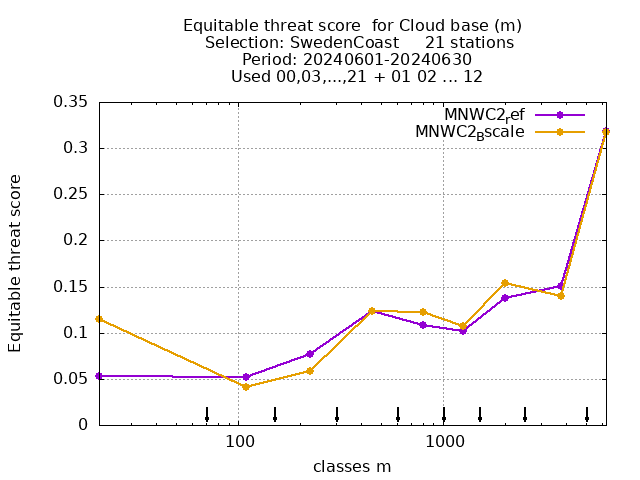 Equitable threat score  for Cloud base (m)
Selection: SwedenCoast     21 stations
Period: 20240601-20240630
Used 00,03,...,21 + 01 02 ... 12
MNWC2ref
MNWC2Bscale
0.35
0.3
0.25
0.2
0.15
0.1
0.05
0
Equitable threat score
100
1000
classes m